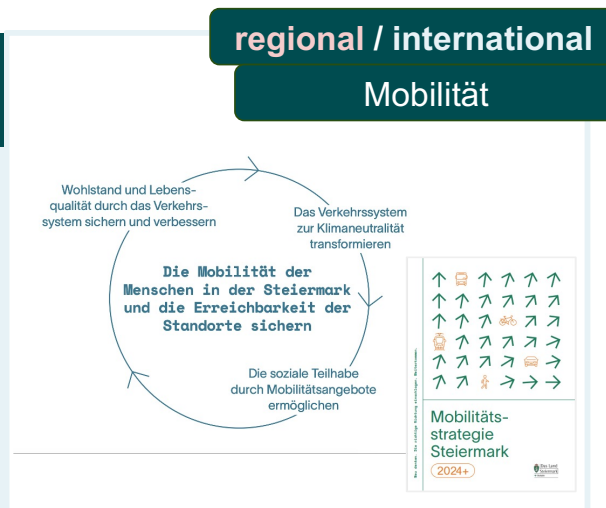 regional / international
Mobilität
Wohlstand und Lebens-
qualität durch das Verkehrs-
system sichern und verbessern
Das Verkehrssystem
zur Klimaneutralität
transformieren
Die Mobilität der
Menschen in der Steiermark
und die Erreichbarkeit der
Standorte sichern
Die soziale Teilhabe
durch Mobilitätsangebote
ermöglichen
Mobilitäts-
strategie
Steiermark
2024+
Das Land
Steiermark